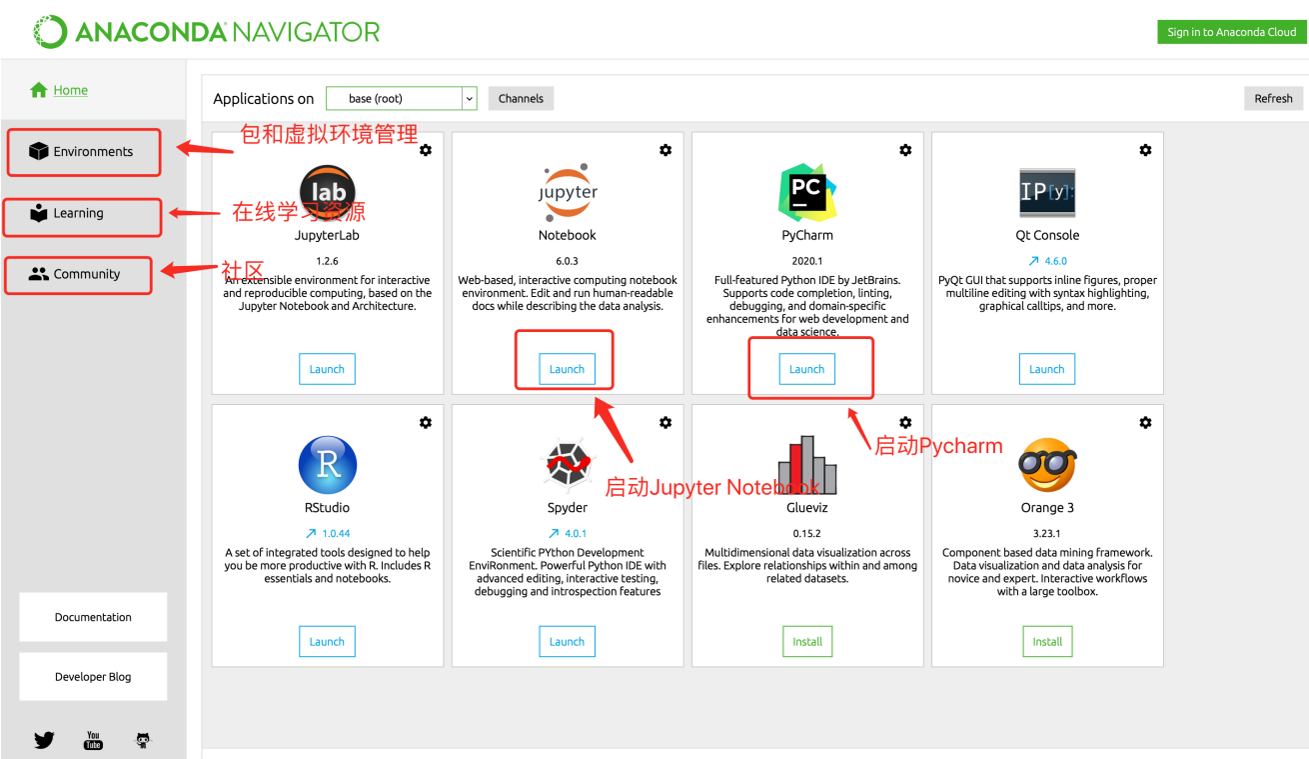 ANACONDA NAVIGATOR
Sign in to Anaconda Cloud
Home
Environments
包和虚拟环境管理
Learning
在线学习资源
Community
社区
Documentation
Developer Blog
You
Tube
Applications on
base (root)
Channels
Refresh
lab
JupyterLab
1.2.6
An extensible environment for interactive
and reproducible computing, based on the
Jupyter Notebook and Architecture.
Launch
jupyter
Notebook
6.0.3
Web-based, interactive computing notebook
environment. Edit and run human-readable
docs while describing the data analysis.
Launch
启动Jupyter Notebook
PC
PyCharm
2020.1
Full-featured Python IDE by JetBrains.
Supports code completion, linting,
debugging, and domain-specific
enhancements for web development and
data science.
Launch
启动Pycharm
IP[y]:
Qt Console
4.6.0
PyQt GUI that supports inline figures, proper
multiline editing with syntax highlighting,
graphical calltips, and more.
Launch
R
RStudio
1.0.44
A set of integrated tools designed to help
you be more productive with R. Includes R
essentials and notebooks.
Launch
Spyder
4.0.1
Scientific PYthon Development
EnviRonment. Powerful Python IDE with
advanced editing, interactive testing,
debugging and introspection features
Launch
Glueviz
0.15.2
Multidimensional data visualization across
files. Explore relationships within and among
related datasets.
Install
Orange 3
3.23.1
Component based data mining framework.
Data visualization and data analysis for
novice and expert. Interactive workflows
with a large toolbox.
Install